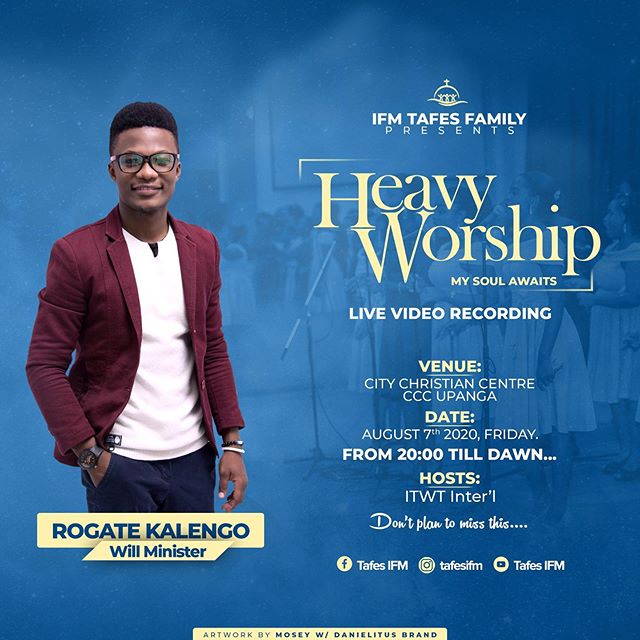 IFM TAFES FAMILY
PRESENTS
Heavy
Worship
MY SOUL AWAITS
LIVE VIDEO RECORDING
VENUE:
CITY CHRISTIAN CENTRE
CCC UPANGA
DATE:
AUGUST 7th 2020, FRIDAY.
FROM 20:00 TILL DAWN...
HOSTS:
ITWT Inter'l
Don't plan to miss this....
Tafes IFM tafesifm Tafes IFM
ROGATE KALENGO
Will Minister
ARTWORK BY MOSEY W/ DANIELITUS BRAND